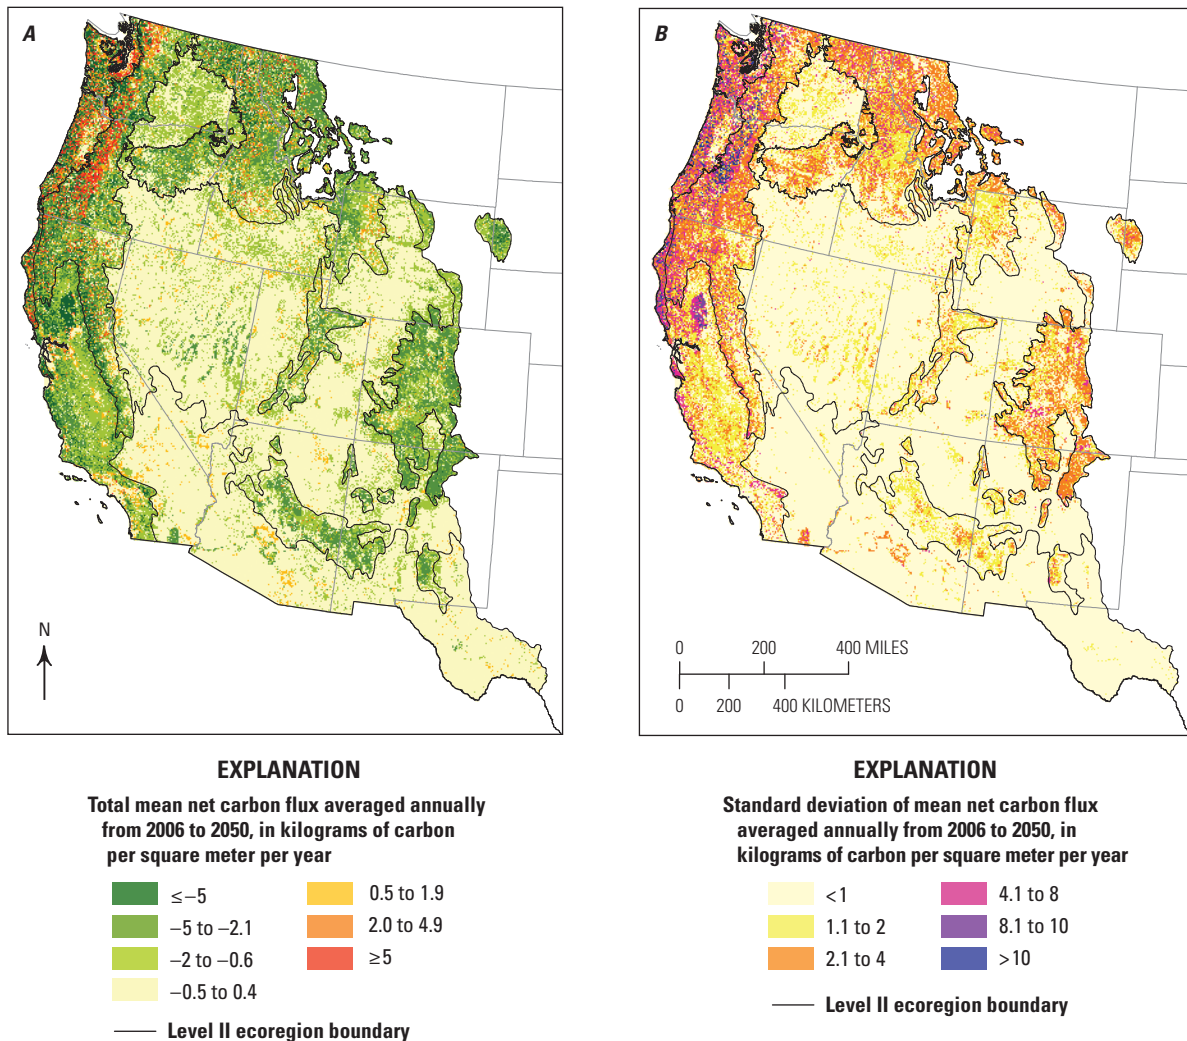 A
B
N
0 200 400 MILES
0 200 400 KILOMETERS
EXPLANATION
Total mean net carbon flux averaged annually
from 2006 to 2050, in kilograms of carbon
per square meter per year
≤−5
−5 to −2.1
−2 to −0.6
−0.5 to 0.4
0.5 to 1.9
2.0 to 4.9
≥5
Level II ecoregion boundary
EXPLANATION
Standard deviation of mean net carbon flux
averaged annually from 2006 to 2050, in
kilograms of carbon per square meter per year
<1
1.1 to 2
2.1 to 4
4.1 to 8
8.1 to 10
>10
Level II ecoregion boundary